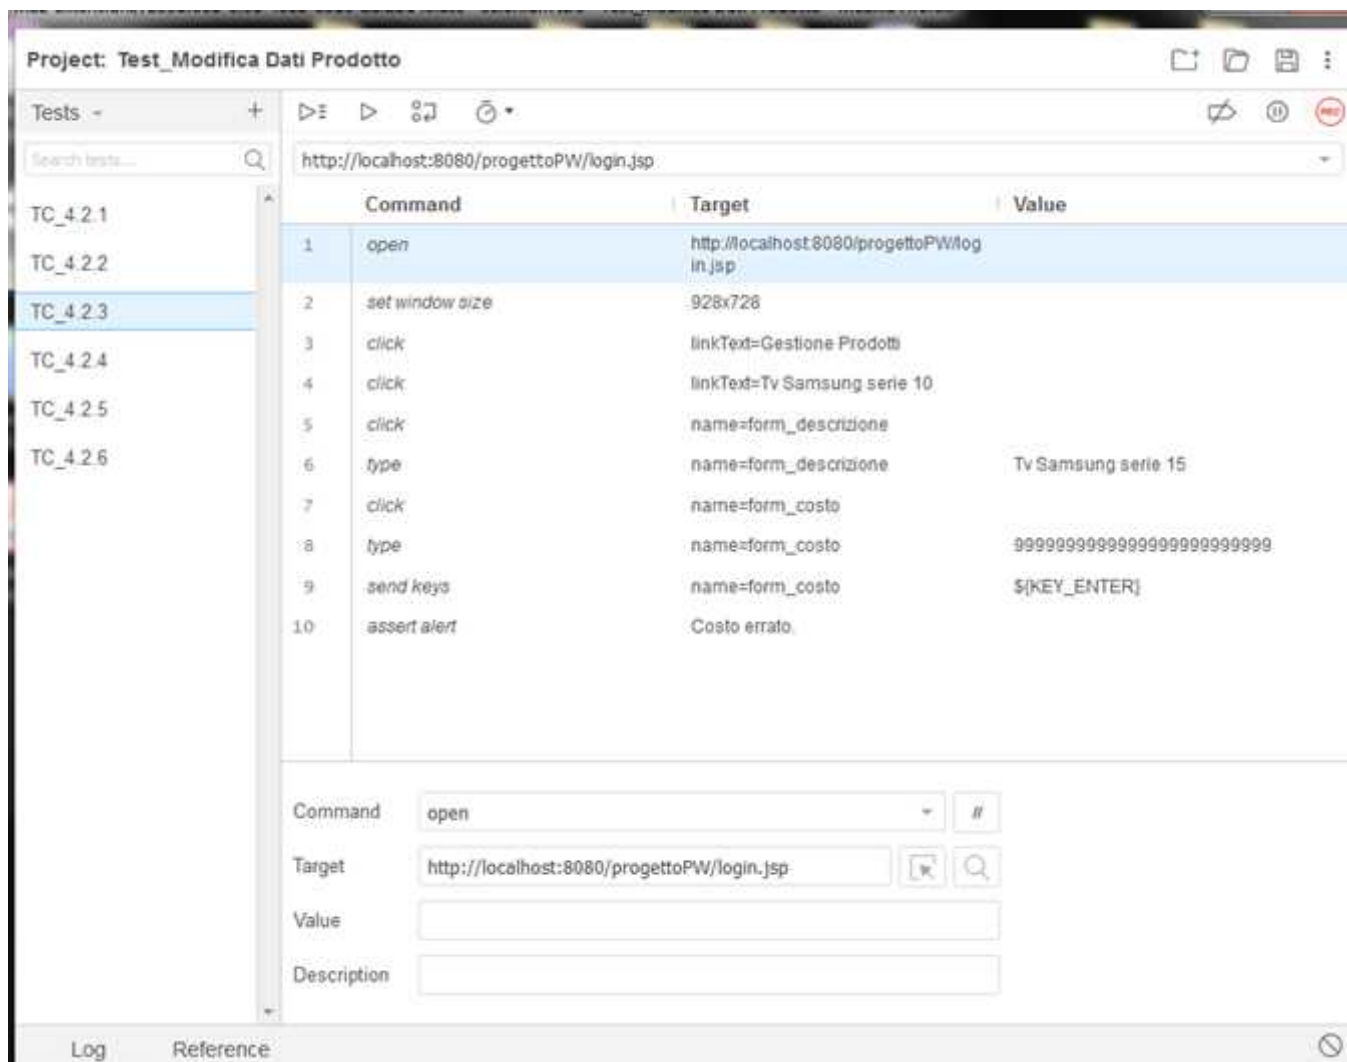 Project: Test_Modifica Dati Prodotto
Tests
Search tests...
http://localhost:8080/progettoPW/login.jsp
TC_4.2.1
TC_4.2.2
TC_4.2.3
TC_4.2.4
TC_4.2.5
TC_4.2.6
Command Target Value
1 open http://localhost:8080/progettoPW/log
in.jsp
2 set window size 928x728
3 click linkText=Gestione Prodotti
4 click linkText=Tv Samsung serie 10
5 click name=form_descrizione
6 type name=form_descrizione Tv Samsung serie 15
7 click name=form_costo
8 type name=form_costo
9 send keys name=form_costo ${KEY_ENTER}
10 assert alert Costo errato.
Command open //
Target http://localhost:8080/progettoPW/login.jsp
Value
Description
Log Reference
REC